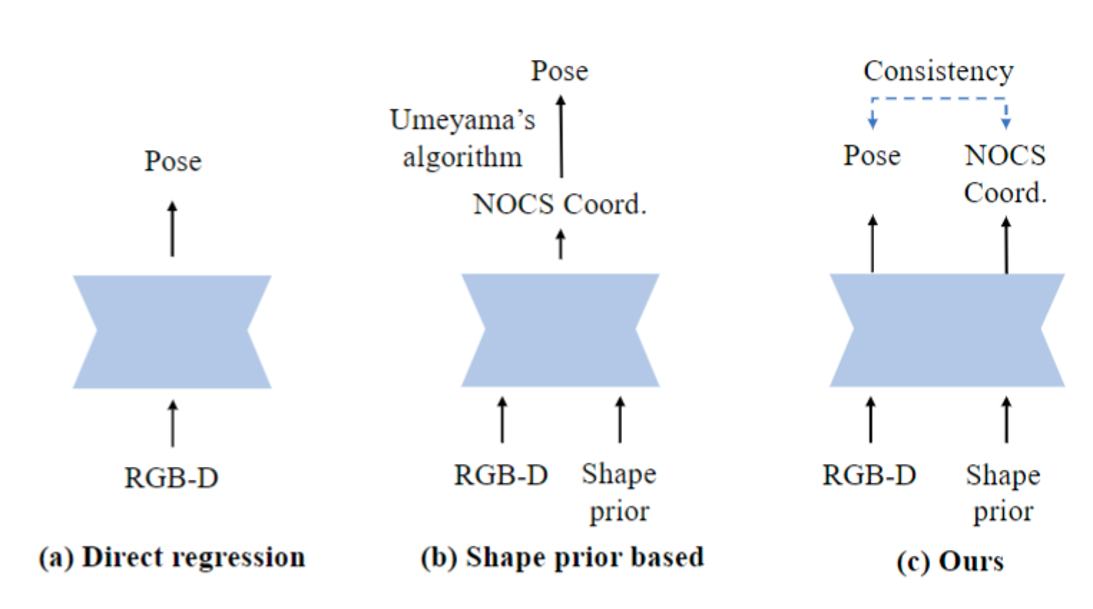 Pose
RGB-D
(a) Direct regression
Pose
Umeyama's
algorithm
NOCS Coord.
RGB-D
Shape
prior
(b) Shape prior based
Consistency
Pose
NOCS
Coord.
RGB-D
Shape
prior
(c) Ours